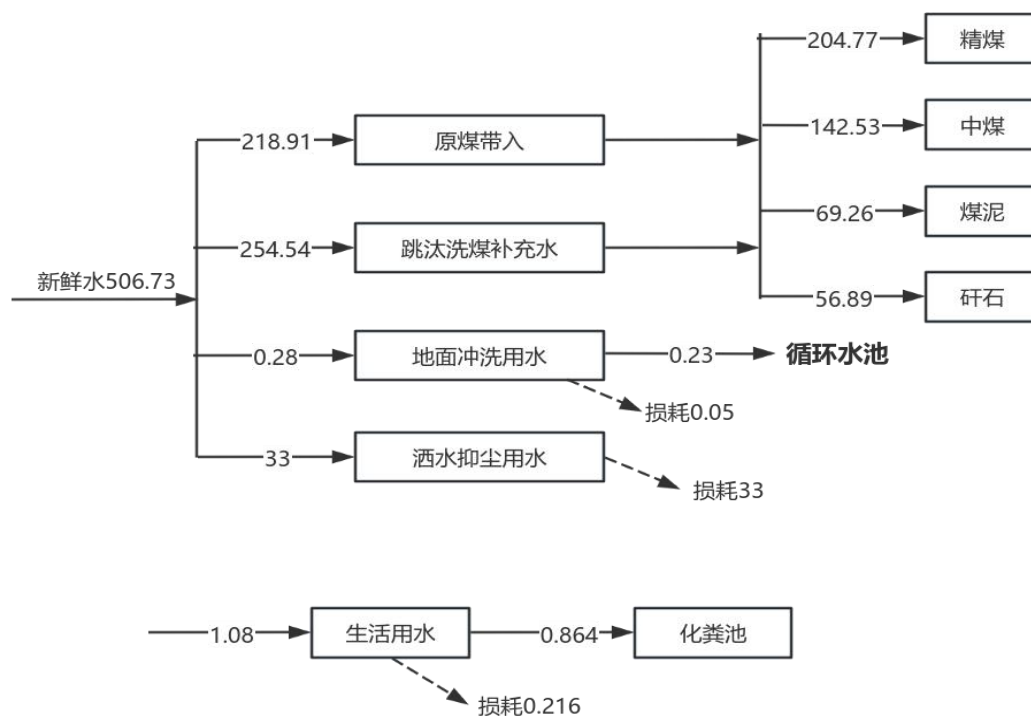 204.77
精煤
218.91
原煤带入
142.53
中煤
254.54
跳汰洗煤补充水
69.26
煤泥
新鲜水506.73
56.89
矸石
0.28
地面冲洗用水
0.23
循环水池
损耗0.05
33
洒水抑尘用水
损耗33
1.08
生活用水
0.864
化粪池
损耗0.216